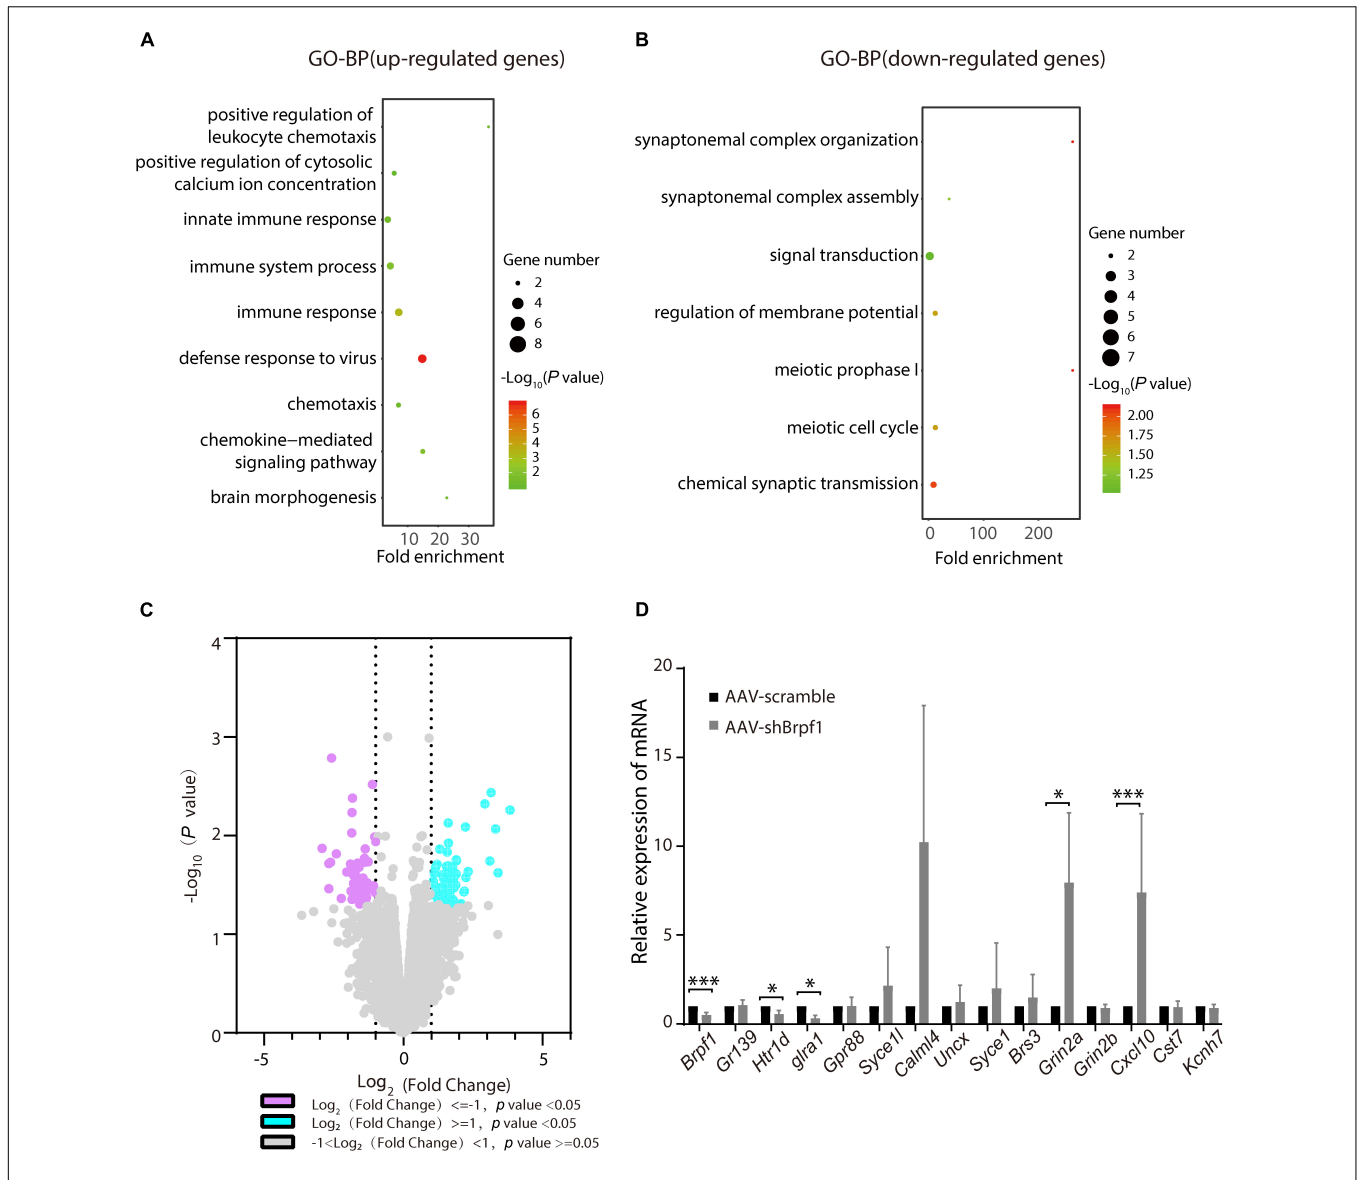 A
GO-BP(up-regulated genes)
positive regulation of
leukocyte chemotaxis
positive regulation of cytosolic
calcium ion concentration
innate immune response
immune system process
immune response
defense response to virus
chemotaxis
chemokine−mediated
signaling pathway
brain morphogenesis
10 20 30
Fold enrichment
Gene number
2
4
6
8
-Log10(P value)
6
5
4
3
2
B
GO-BP(down-regulated genes)
synaptonemal complex organization
synaptonemal complex assembly
signal transduction
regulation of membrane potential
meiotic prophase I
meiotic cell cycle
chemical synaptic transmission
0 100 200
Fold enrichment
Gene number
2
3
4
5
6
7
-Log10(P value)
2.00
1.75
1.50
1.25
C
-Log10 (P value)
4
3
2
1
0
-5 0 5
Log2 (Fold Change)
Log2 (Fold Change) <=-1, p value <0.05
Log2 (Fold Change) >=1, p value <0.05
-1<Log2 (Fold Change) <1, p value >=0.05
D
Relative expression of mRNA
20
15
10
5
0
AAV-scramble
AAV-shBrpf1
***
*
*
*
***
Brpf1
Gr139
Htr1d
glra1
Gpr88
Syce1l
Calml4
Uncx
Syce1
Brs3
Grin2a
Grin2b
Cxcl10
Cst7
Kcnh7